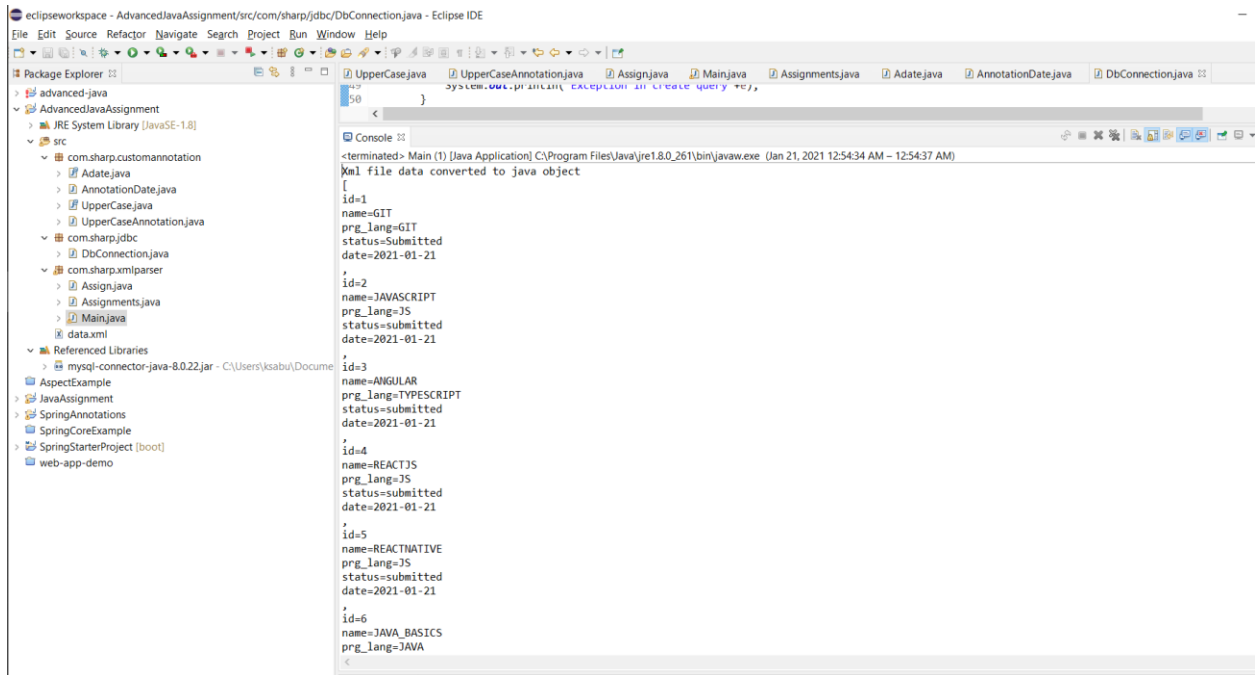 eclipseworkspace - AdvancedJavaAssignment/src/com/sharp/jdbc/DbConnection.java - Eclipse IDE
File Edit Source Refactor Navigate Search Project Run Window Help
Package Explorer
advanced-java
AdvancedJavaAssignment
JRE System Library [JavaSE-1.8]
src
com.sharp.customannotation
Adate.java
AnnotationDate.java
UpperCase.java
UpperCaseAnnotation.java
com.sharp.jdbc
DbConnection.java
com.sharp.xmlparser
Assign.java
Assignments.java
Main.java
data.xml
Referenced Libraries
mysql-connector-java-8.0.22.jar - C:\Users\ksabu\Docume
AspectExample
JavaAssignment
SpringAnnotations
SpringCoreExample
SpringStarterProject [boot]
web-app-demo
UpperCase.java UpperCaseAnnotation.java Assign.java Main.java Assignments.java Adate.java AnnotationDate.java DbConnection.java
49 System.out.println("Exception in create query "+e);
50 }
Console
<terminated> Main (1) [Java Application] C:\Program Files\Java\jre1.8.0_261\bin\javaw.exe (Jan 21, 2021 12:54:34 AM – 12:54:37 AM)
Xml file data converted to java object
[
id=1
name=GIT
prg_lang=GIT
status=Submitted
date=2021-01-21
,
id=2
name=JAVASCRIPT
prg_lang=JS
status=submitted
date=2021-01-21
,
id=3
name=ANGULAR
prg_lang=TYPESCRIPT
status=submitted
date=2021-01-21
,
id=4
name=REACTJS
prg_lang=JS
status=submitted
date=2021-01-21
,
id=5
name=REACTNATIVE
prg_lang=JS
status=submitted
date=2021-01-21
,
id=6
name=JAVA_BASICS
prg_lang=JAVA